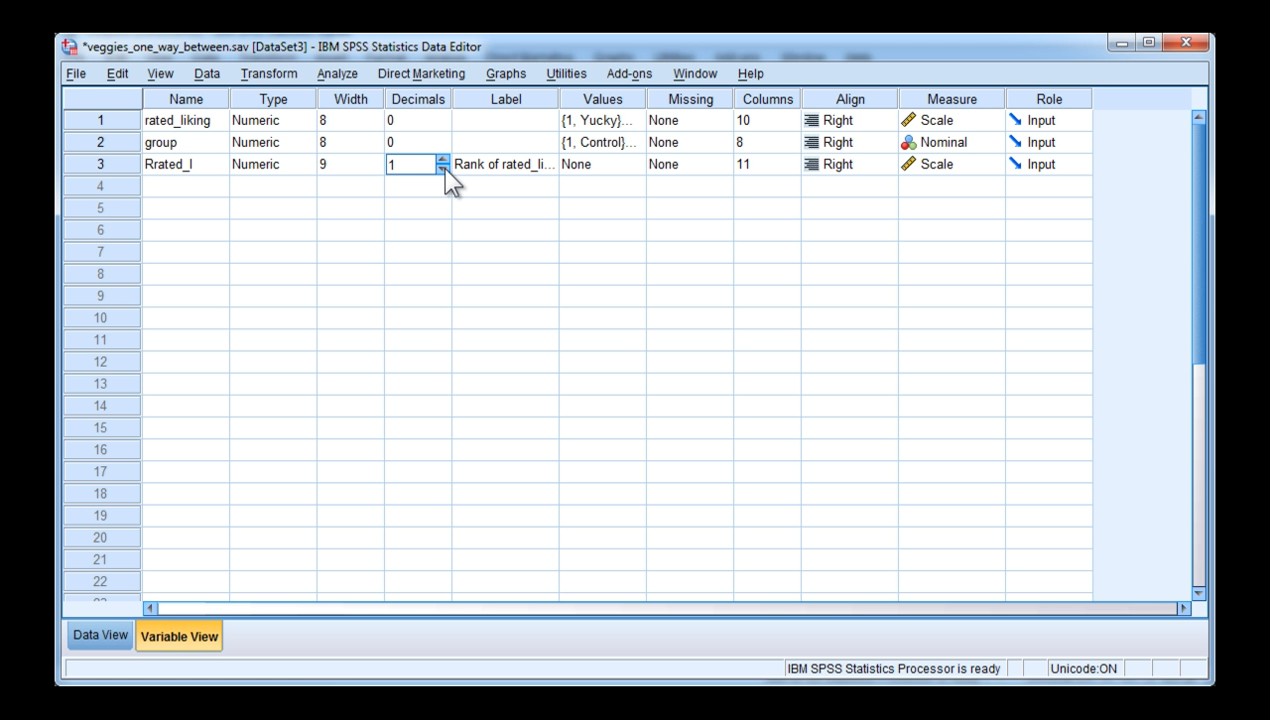 *veggies_one_way_between.sav [DataSet3] - IBM SPSS Statistics Data Editor
File Edit View Data Transform Analyze Direct Marketing Graphs Utilities Add-ons Window Help
Name Type Width Decimals Label Values Missing Columns Align Measure Role
1 rated_liking Numeric 8 0 {1, Yucky}... None 10 Right Scale Input
2 group Numeric 8 0 {1, Control}... None 8 Right Nominal Input
3 Rrated_l Numeric 9 1 Rank of rated_li... None None 11 Right Scale Input
4
5
6
7
8
9
10
11
12
13
14
15
16
17
18
19
20
21
22
Data View Variable View
IBM SPSS Statistics Processor is ready Unicode:ON